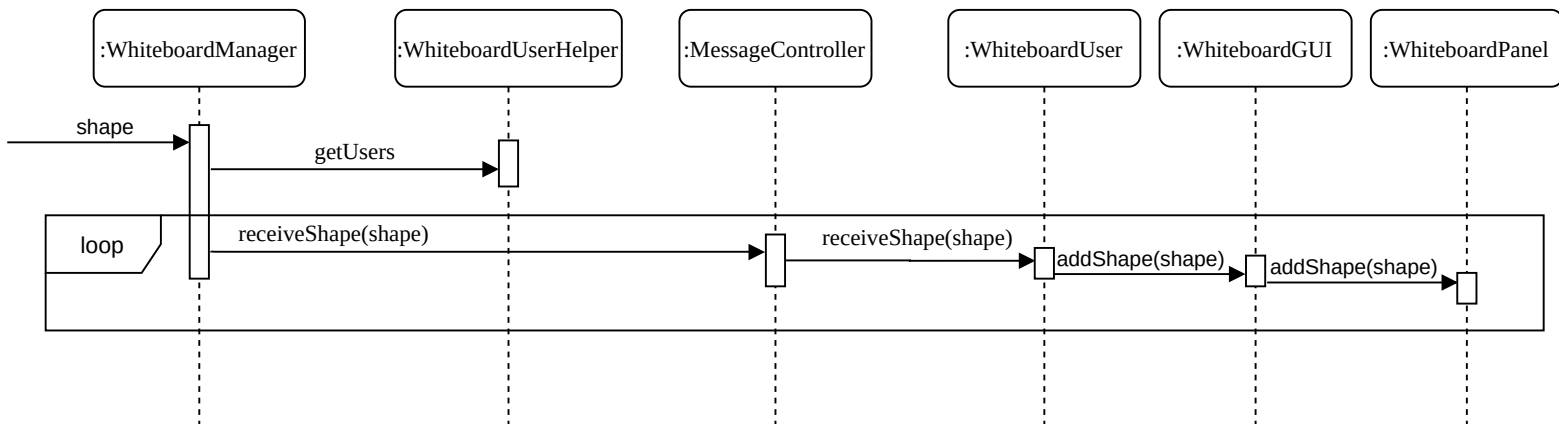 :WhiteboardManager
:WhiteboardUserHelper
:MessageController
:WhiteboardUser
:WhiteboardGUI
:WhiteboardPanel
shape
getUsers
loop
receiveShape(shape)
receiveShape(shape)
addShape(shape)
addShape(shape)